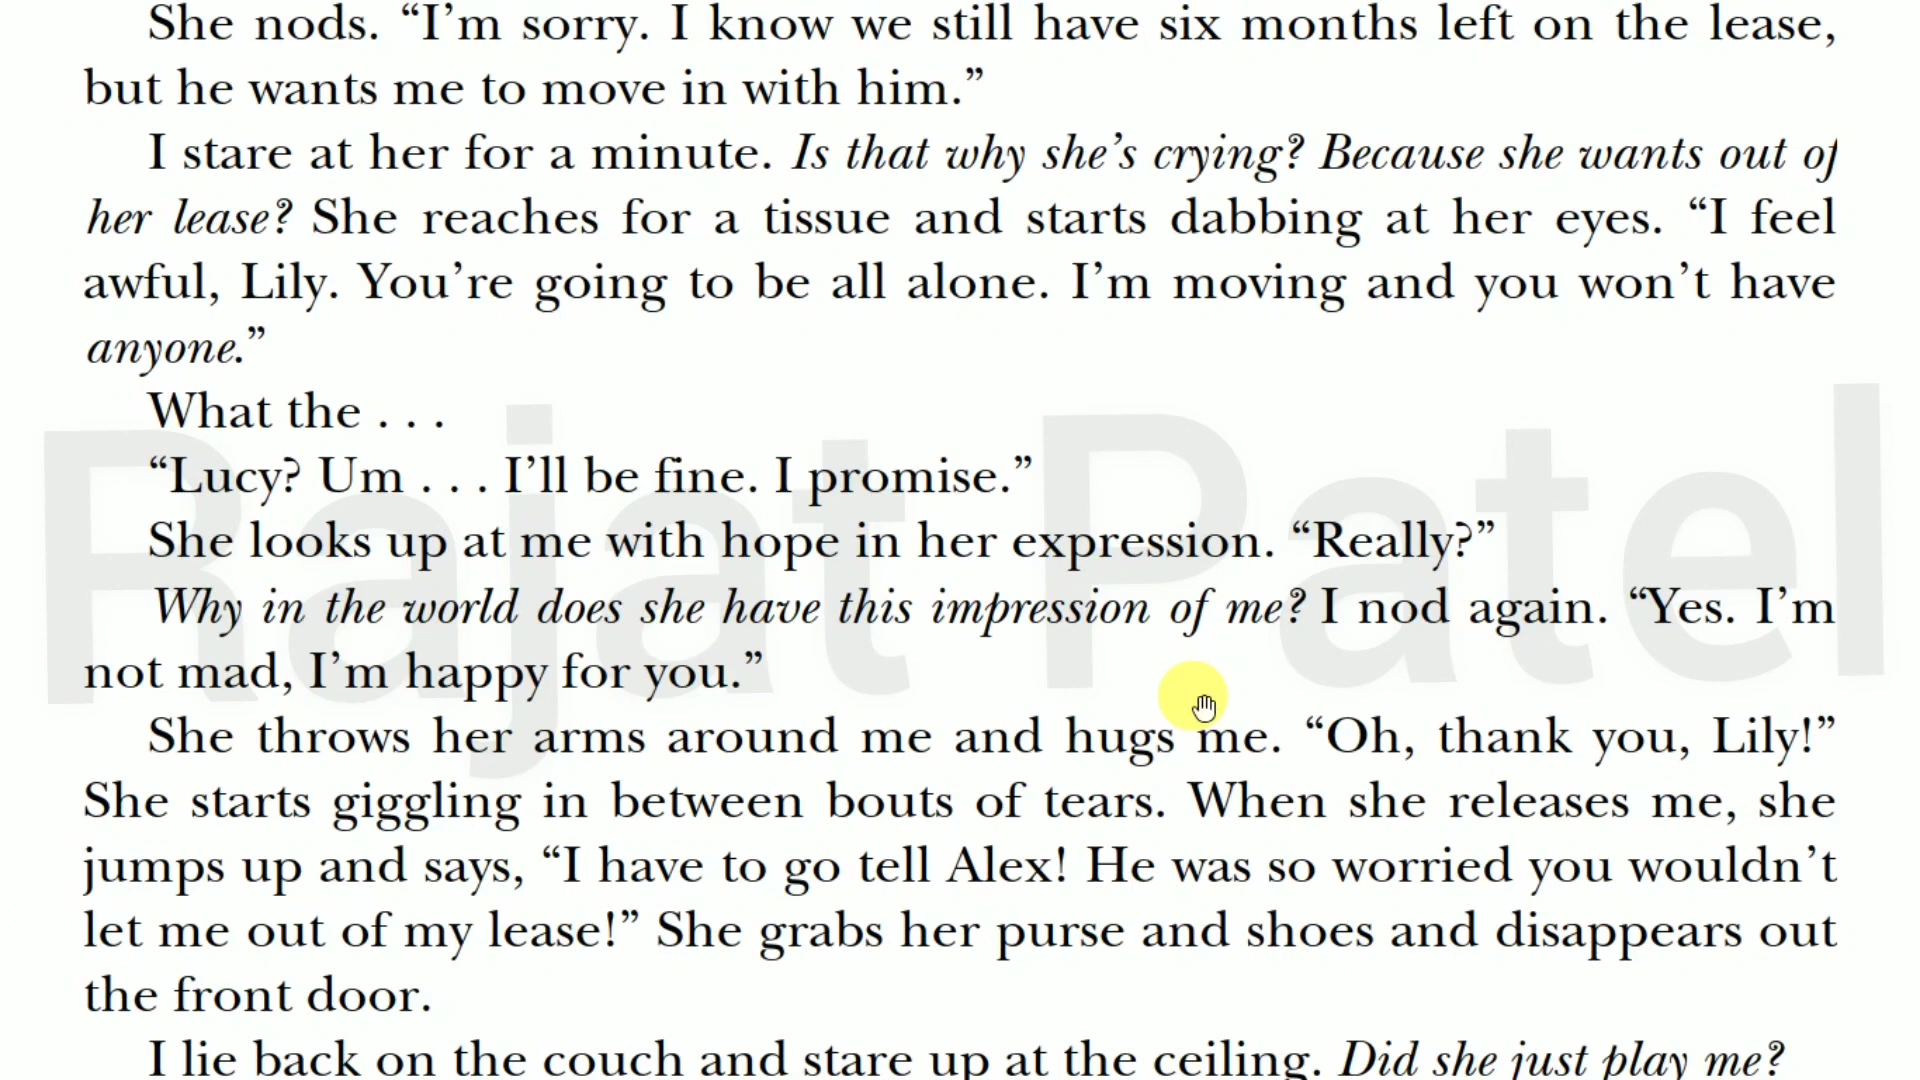 She nods. “I’m sorry. I know we still have six months left on the lease,
but he wants me to move in with him.”
I stare at her for a minute. Is that why she’s crying? Because she wants out of
her lease? She reaches for a tissue and starts dabbing at her eyes. “I feel
awful, Lily. You’re going to be all alone. I’m moving and you won’t have
anyone.”
What the . . .
“Lucy? Um . . . I’ll be fine. I promise.”
She looks up at me with hope in her expression. “Really?”
Why in the world does she have this impression of me? I nod again. “Yes. I’m
not mad, I’m happy for you.”
She throws her arms around me and hugs me. “Oh, thank you, Lily!”
She starts giggling in between bouts of tears. When she releases me, she
jumps up and says, “I have to go tell Alex! He was so worried you wouldn’t
let me out of my lease!” She grabs her purse and shoes and disappears out
the front door.
I lie back on the couch and stare up at the ceiling. Did she just play me?
Rajat Patel